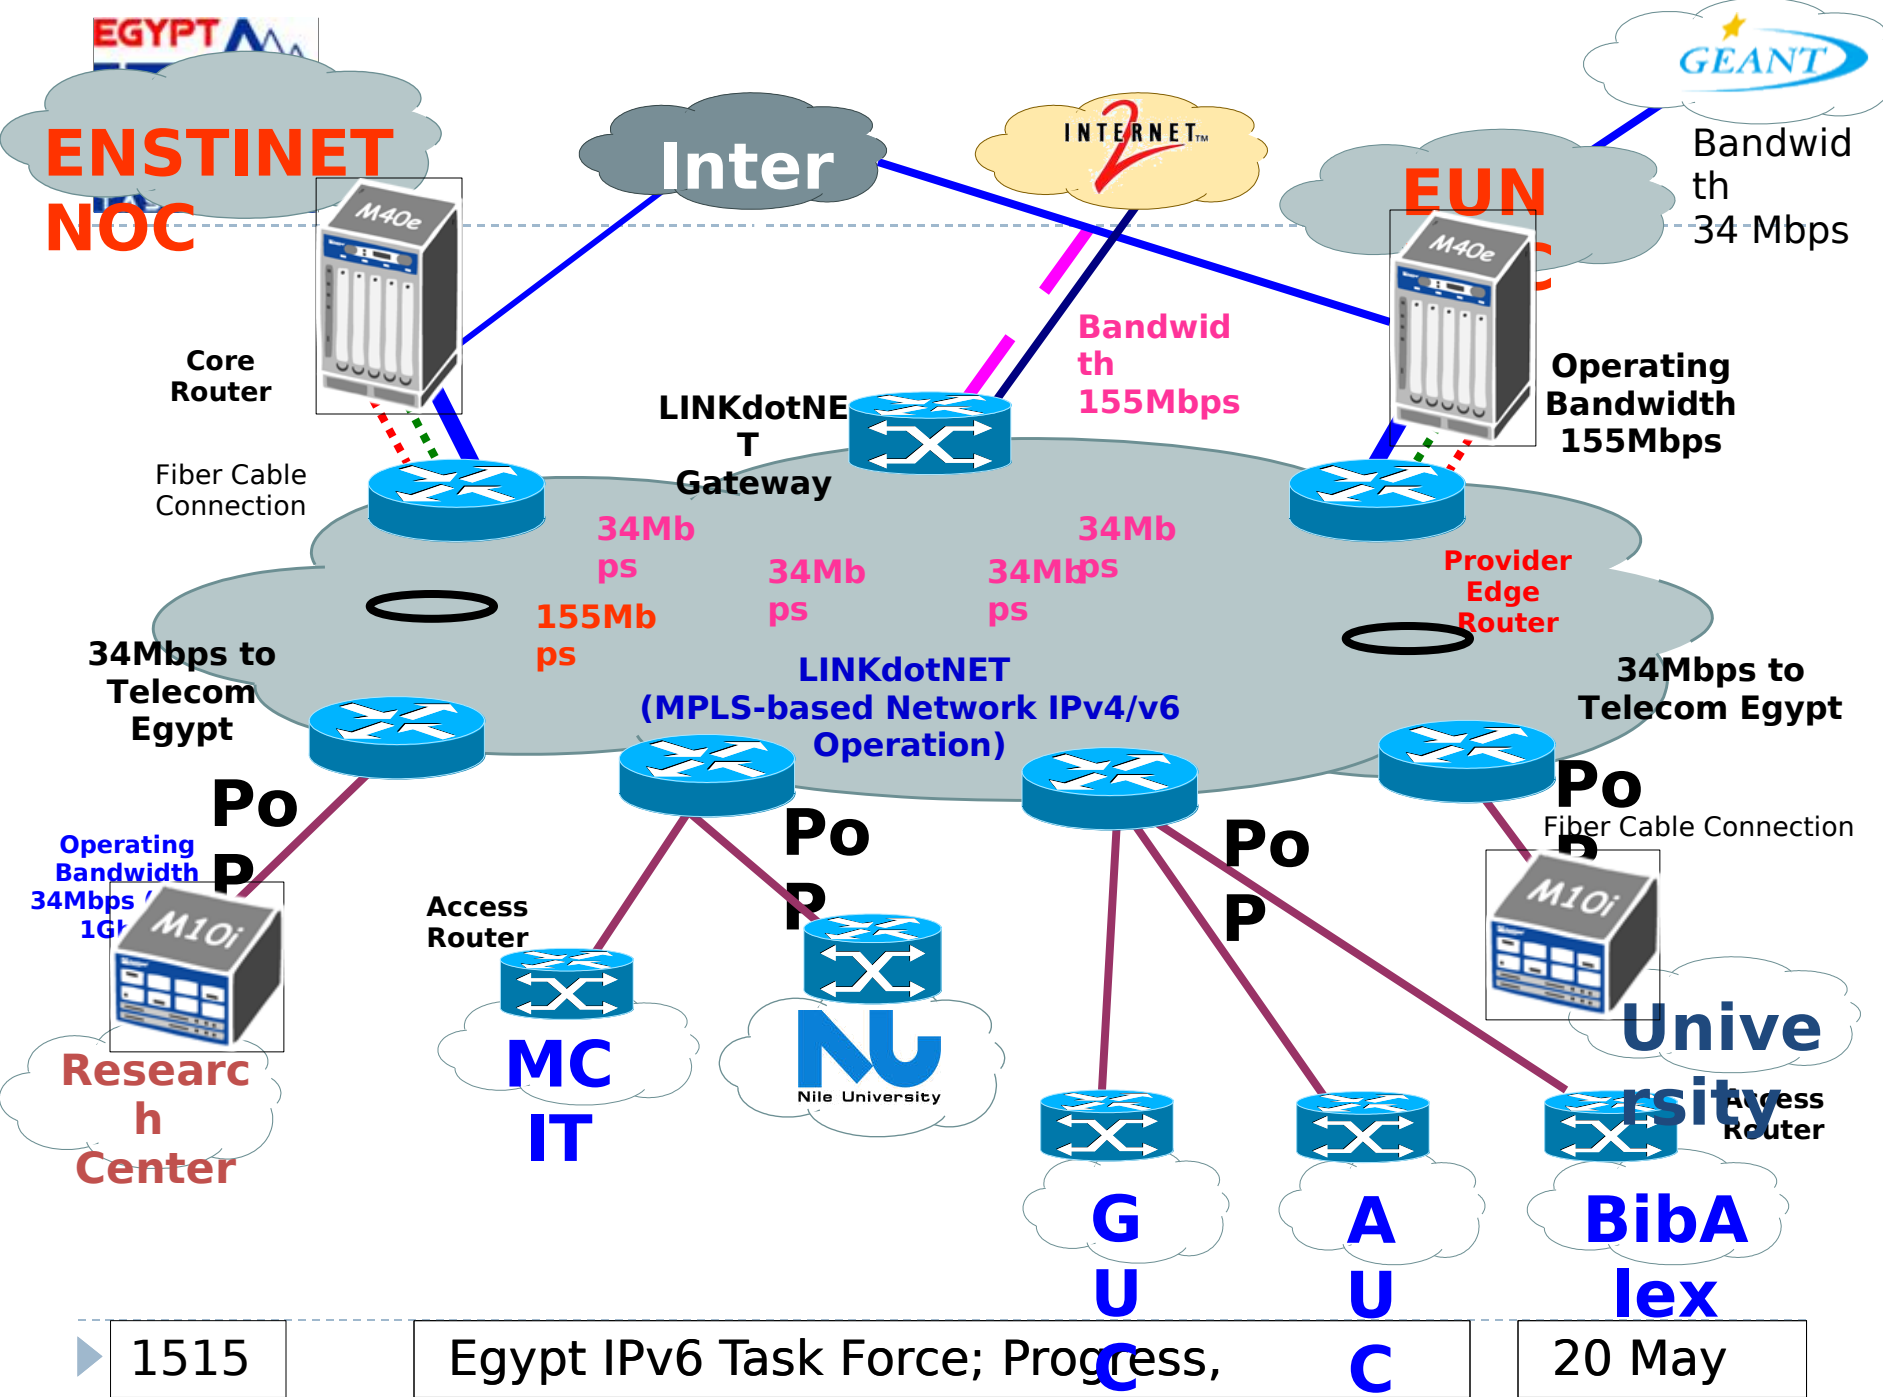 EGYPT
ENSTINET
NOC
Inter
INTERNET
2
TM
GEANT
EUN
C
Bandwid
th
34 Mbps
M40e
M40e
Core
Router
Bandwid
th
155Mbps
Operating
Bandwidth
155Mbps
LINKdotNE
T
Gateway
Fiber Cable
Connection
34Mb
ps
34Mb
ps
34Mb
ps
34Mb
ps
155Mb
ps
Provider
Edge
Router
34Mbps to
Telecom
Egypt
LINKdotNET
(MPLS-based Network IPv4/v6
Operation)
34Mbps to
Telecom Egypt
Po
P
Po
P
Po
P
Po
P
Fiber Cable Connection
Operating
Bandwidth
34Mbps
M10i
M10i
Access
Router
Researc
h
Center
MC
IT
NU
Nile University
Unive
rsity
Access
Router
G
U
C
A
U
C
BibA
lex
1515
Egypt IPv6 Task Force; Progress,
20 May